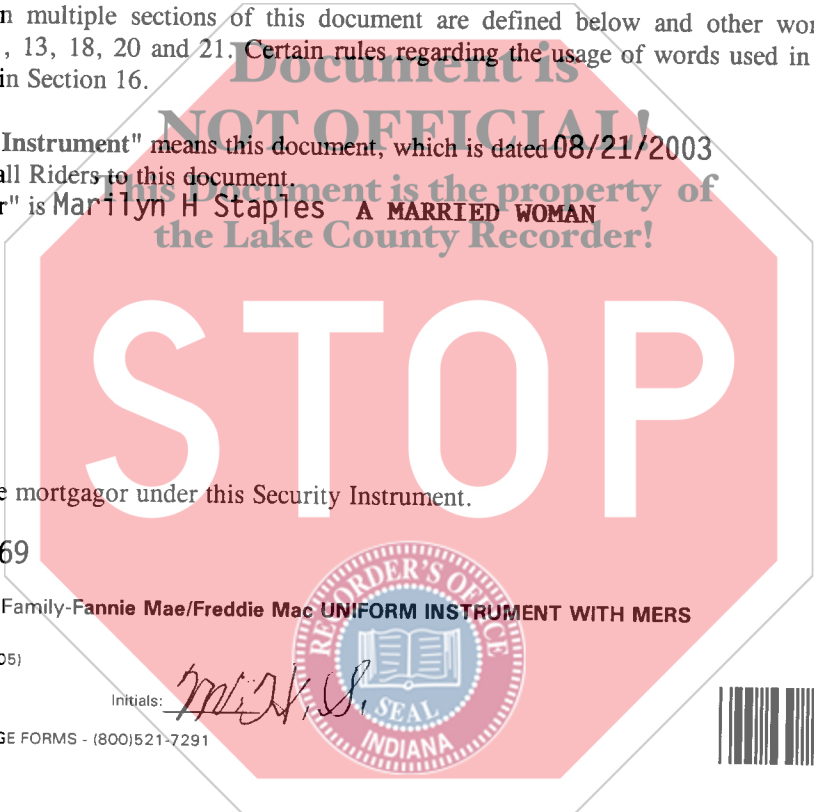 n multiple sections of this document are defined below and other wor
, 13, 18, 20 and 21. Certain rules regarding the usage of words used in
in Section 16.
Document is
NOT OFFICIAL!
Instrument" means this document, which is dated 08/21/2003
all Riders to this document.
This Document is the property of
r" is Marilyn H Staples A MARRIED WOMAN
the Lake County Recorder!
STOP
e mortgagor under this Security Instrument.
69
Family-Fannie Mae/Freddie Mac UNIFORM INSTRUMENT WITH MERS
05)
Initials: M.H.S.
GE FORMS - (800)521-7291
RECORDER'S OFFICE
SEAL
INDIANA